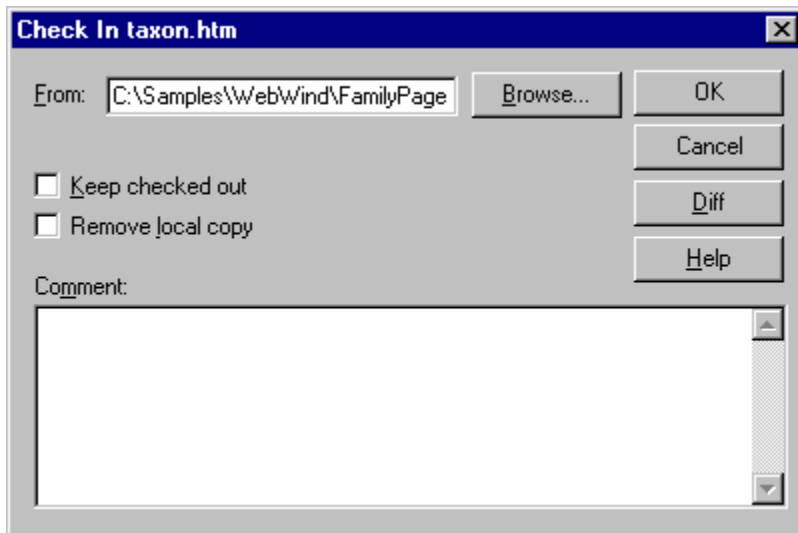 Check In taxon.htm
From: C:\Samples\WebWind\FamilyPage Browse... OK
Cancel
Keep checked out
Diff
Remove local copy
Help
Comment: